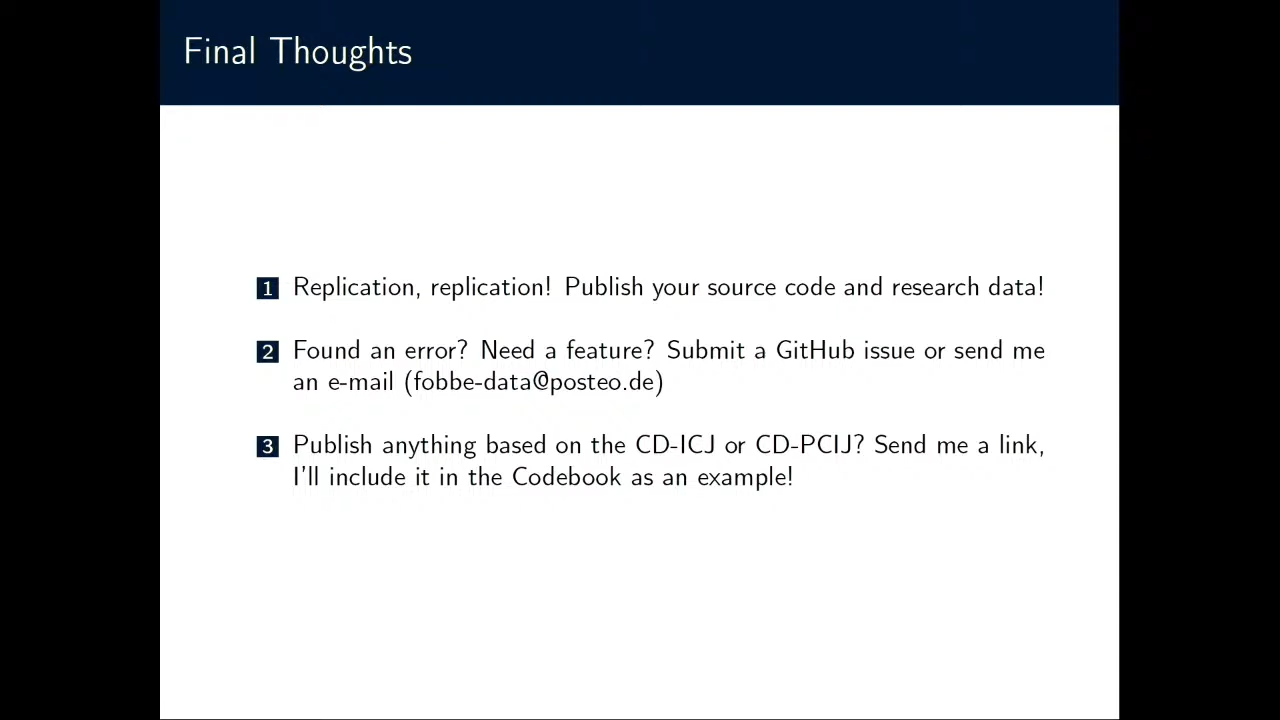 Final Thoughts
1 Replication, replication! Publish your source code and research data!
2 Found an error? Need a feature? Submit a GitHub issue or send me
an e-mail (fobbe-data@posteo.de)
3 Publish anything based on the CD-ICJ or CD-PCIJ? Send me a link,
I'll include it in the Codebook as an example!